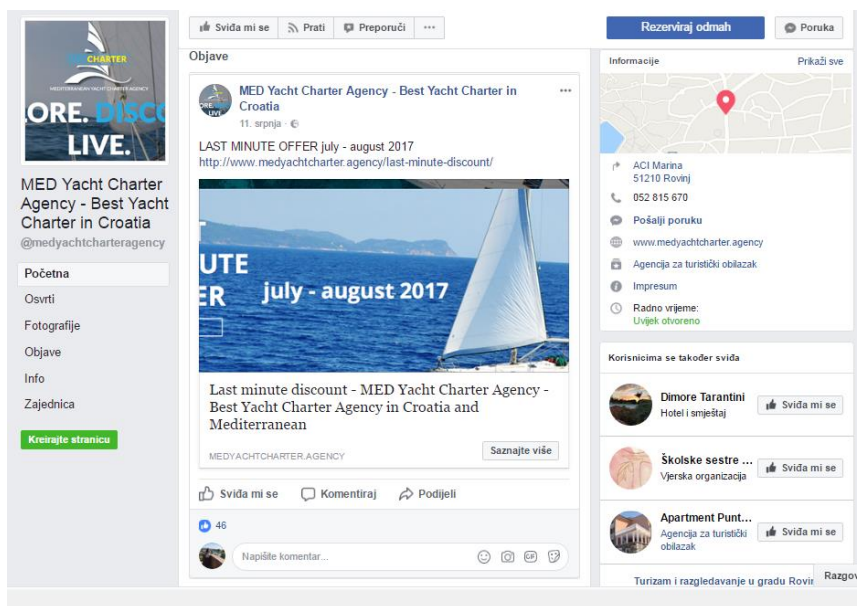 CHARTER
MEDITERRANEAN YACHT CHARTER AGENCY
LORE. DISCO
LIVE.
MED Yacht Charter
Agency - Best Yacht
Charter in Croatia
@medyachtcharteragency
Početna
Osvrti
Fotografije
Objave
Info
Zajednica
Kreirajte stranicu
Sviđa mi se
Prati
Preporuči
Objave
MED Yacht Charter Agency - Best Yacht Charter in
Croatia
11. srpnja
LAST MINUTE OFFER july - august 2017
http://www.medyachtcharter.agency/last-minute-discount/
UTE
ER
july - august 2017
Last minute discount - MED Yacht Charter Agency -
Best Yacht Charter Agency in Croatia and
Mediterranean
MEDYACHTCHARTER.AGENCY
Saznajte više
Sviđa mi se
Komentiraj
Podijeli
46
Napišite komentar...
GIF
Rezerviraj odmah
Poruka
Informacije
Prikaži sve
ACI Marina
51210 Rovinj
052 815 670
Pošalji poruku
www.medyachtcharter.agency
Agencija za turistički obilazak
Impresum
Radno vrijeme:
Uvijek otvoreno
Korisnicima se također sviđa
Dimore Tarantini
Hotel i smještaj
Sviđa mi se
Školske sestre ...
Vjerska organizacija
Sviđa mi se
Apartment Punt...
Agencija za turistički
obilazak
Sviđa mi se
Turizam i razgledavanje u gradu Rovin
Razgov